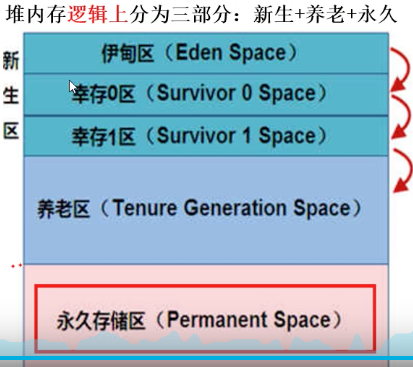 堆内存逻辑上分为三部分：新生+养老+永久
新生区
伊甸区（Eden Space）
幸存0区（Survivor 0 Space）
幸存1区（Survivor 1 Space）
养老区（Tenure Generation Space）
永久存储区（Permanent Space）